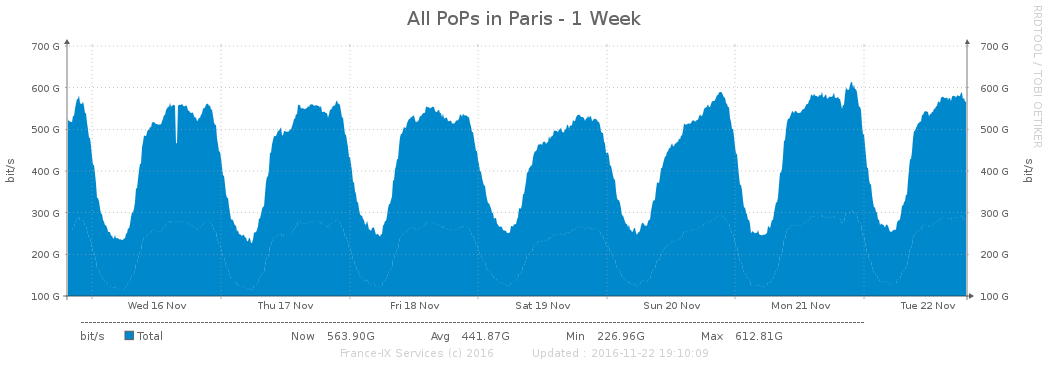 All PoPs in Paris - 1 Week
RRDTOOL / TOBI OETIKER
700 G 700 G
600 G 600 G
500 G 500 G
400 G 400 G
300 G 300 G
200 G 200 G
100 G 100 G
bit/s bit/s
Wed 16 Nov Thu 17 Nov Fri 18 Nov Sat 19 Nov Sun 20 Nov Mon 21 Nov Tue 22 Nov
bit/s Total Now 563.90G Avg 441.87G Min 226.96G Max 612.81G
France-IX Services (c) 2016 Updated : 2016-11-22 19:10:09